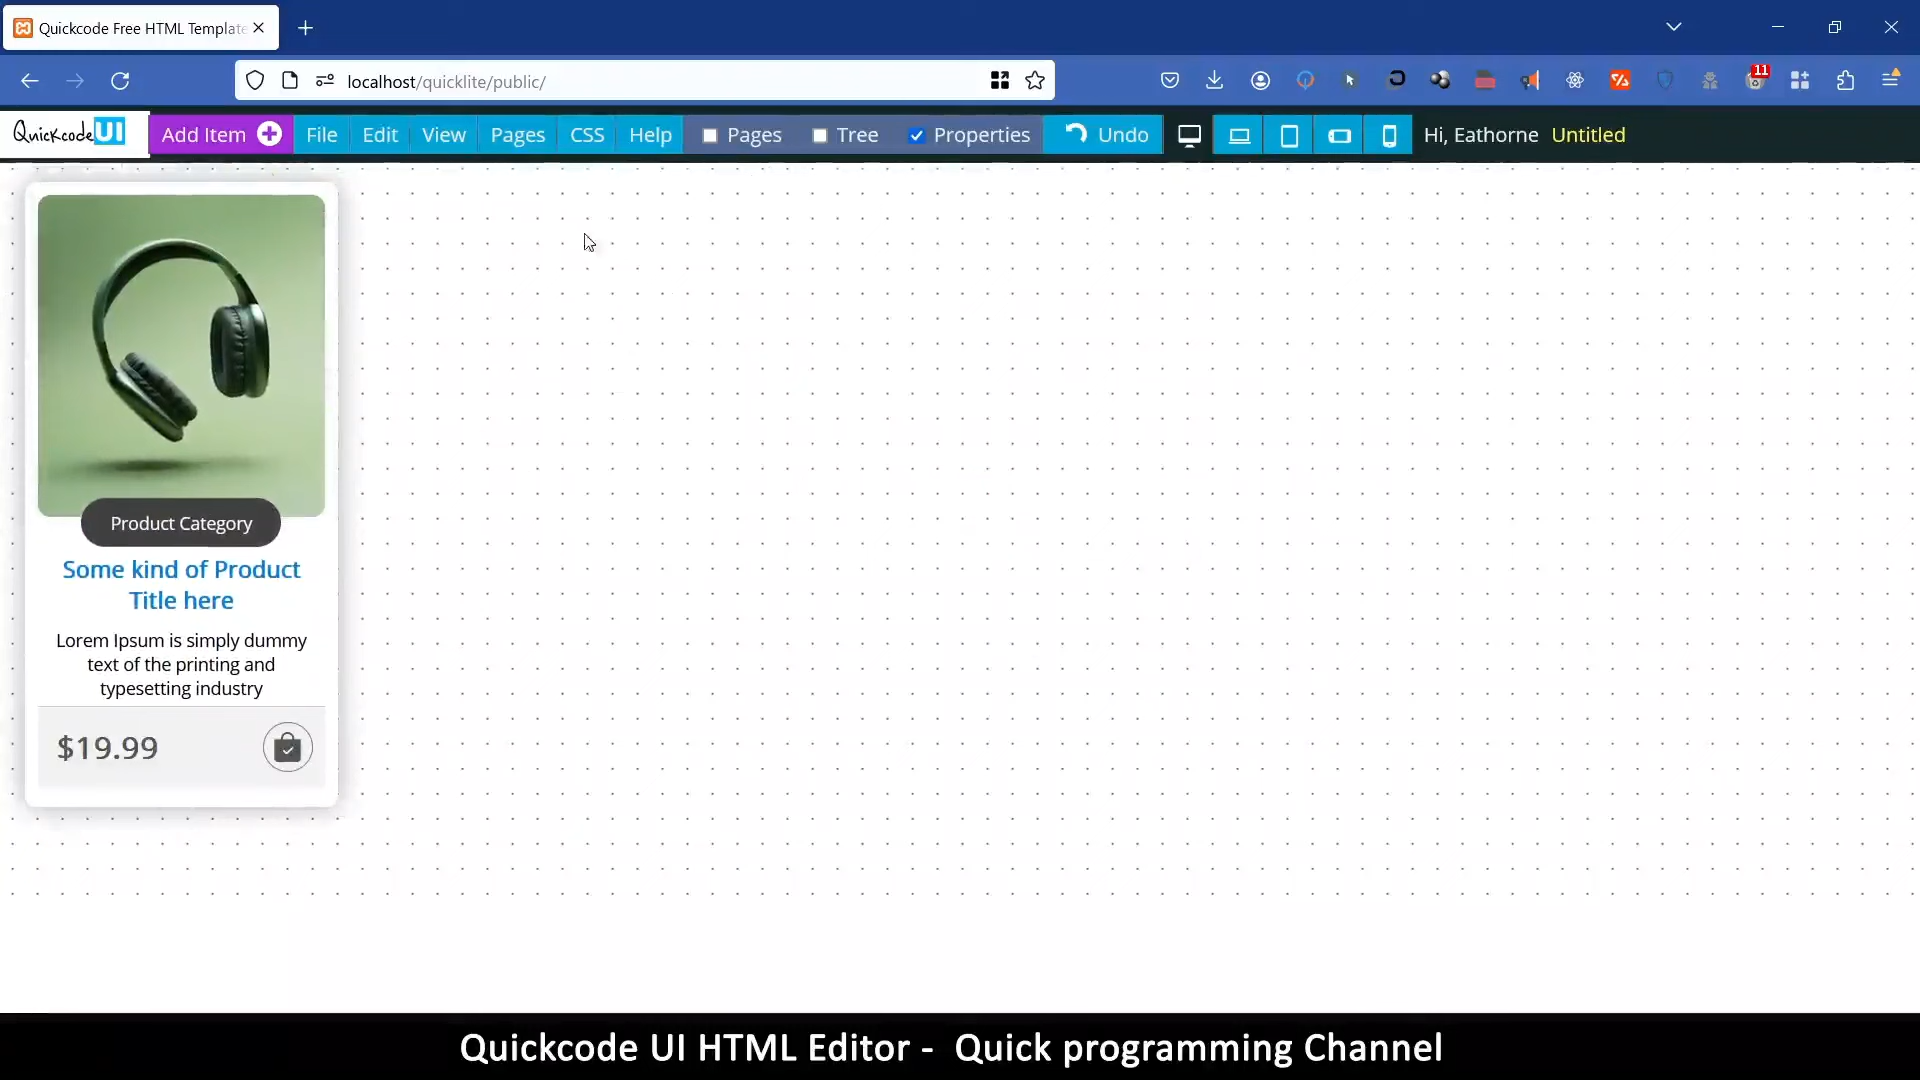 Quickcode Free HTML Template
localhost/quicklite/public/
11
QuickcodeUI Add Item File Edit View Pages CSS Help Pages Tree Properties Undo Hi, Eathorne Untitled
Product Category
Some kind of Product
Title here
Lorem Ipsum is simply dummy
text of the printing and
typesetting industry
$19.99
Quickcode UI HTML Editor - Quick programming Channel